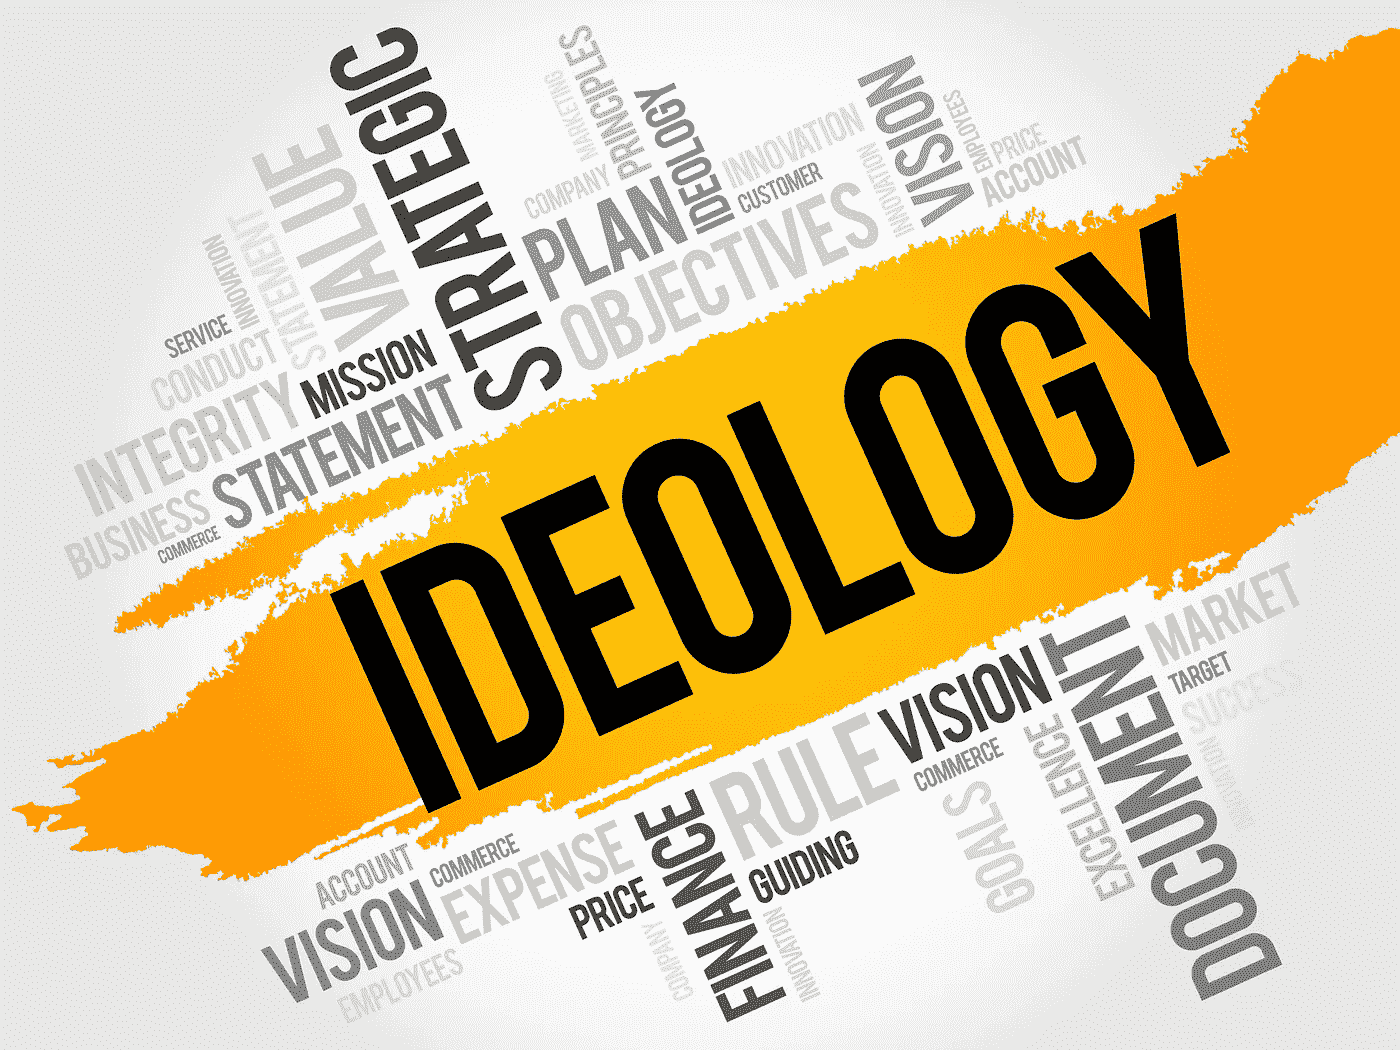 STRATEGIC
VALUE
STATEMENT
INNOVATION
SERVICE
CONDUCT
INTEGRITY
MISSION
BUSINESS
STATEMENT
COMMERCE
MARKETING
PRINCIPLES
IDEOLOGY
COMPANY
PLAN
INNOVATION
CUSTOMER
OBJECTIVES
INNOVATION
VISION
EMPLOYEES
PRICE
ACCOUNT
IDEOLOGY
ACCOUNT
COMMERCE
VISION
EXPENSE
EMPLOYEES
PRICE
COMPANY
FINANCE
RULE
GUIDING
INNOVATION
VISION
COMMERCE
GOALS
EXCELLENCE
DOCUMENT
MARKET
TARGET
SUCCESS
INNOVATION